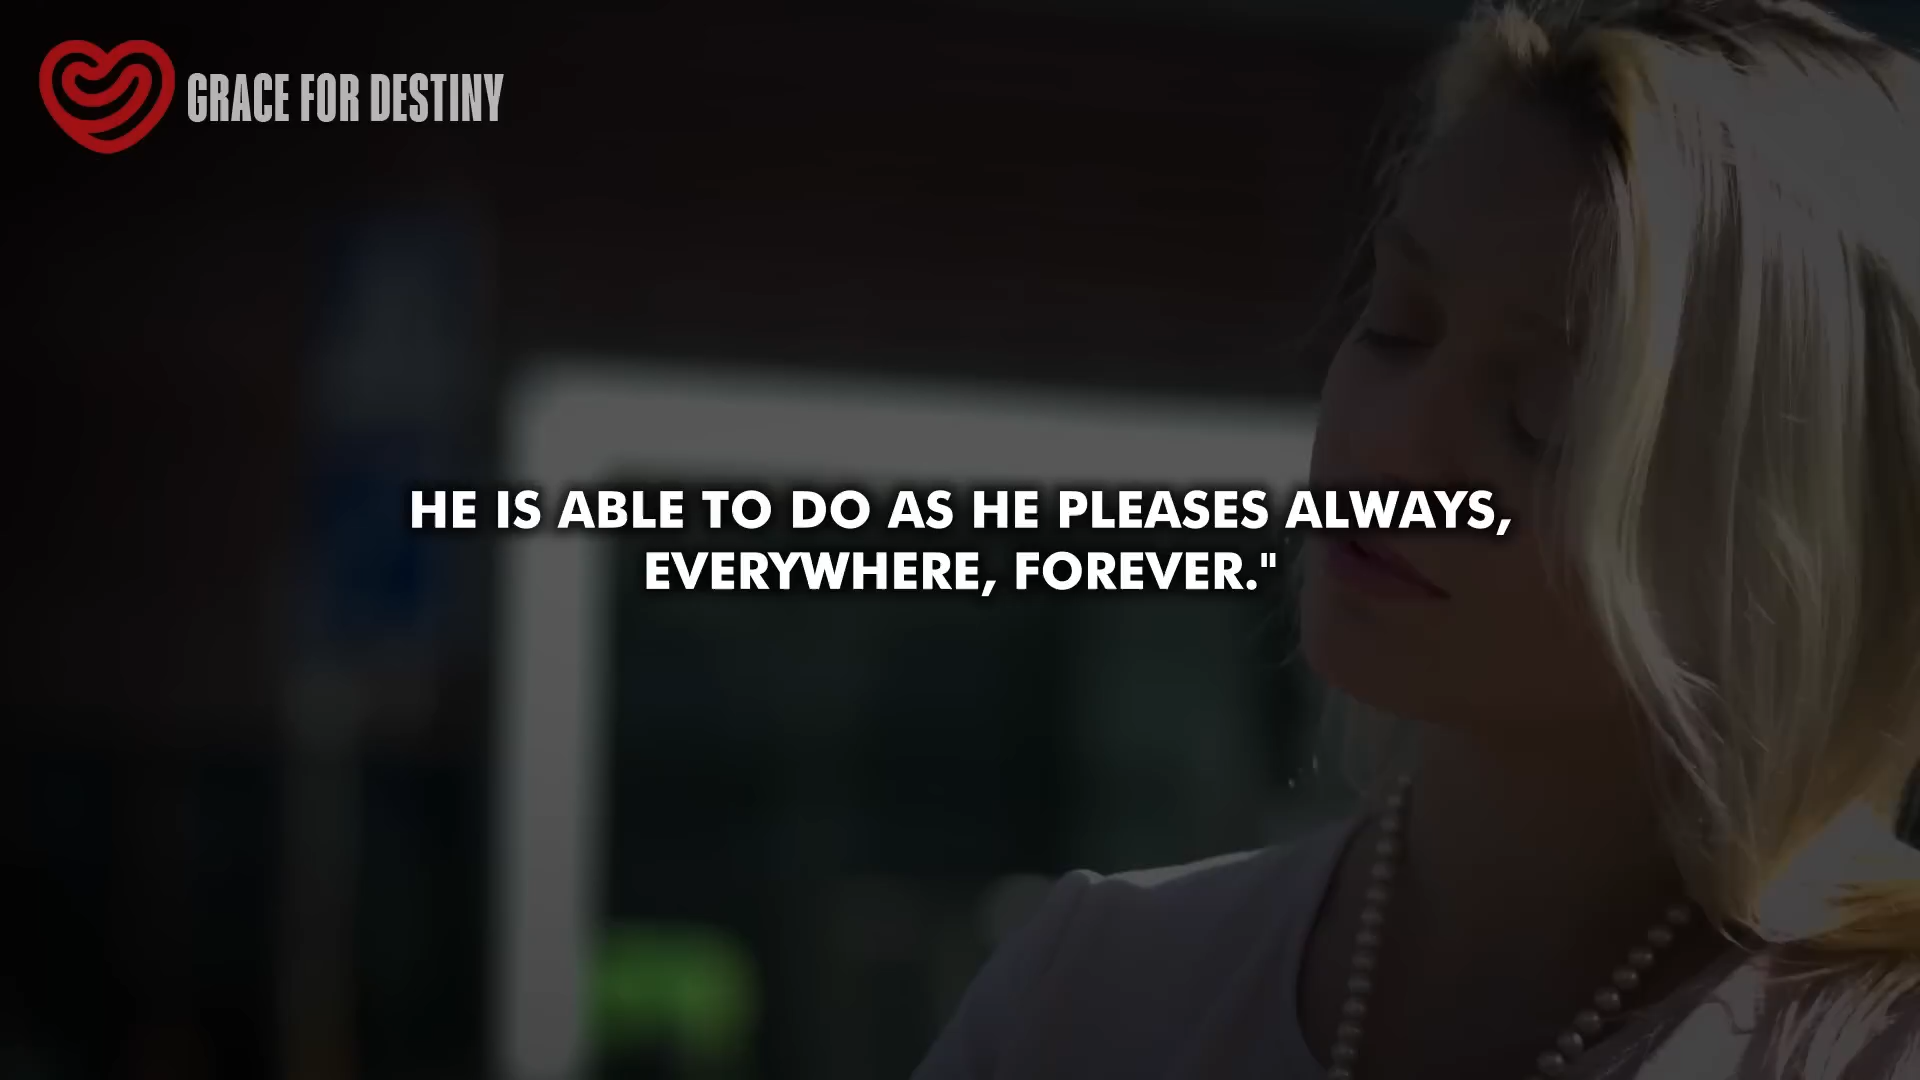 GRACE FOR DESTINY
HE IS ABLE TO DO AS HE PLEASES ALWAYS,
EVERYWHERE, FOREVER."